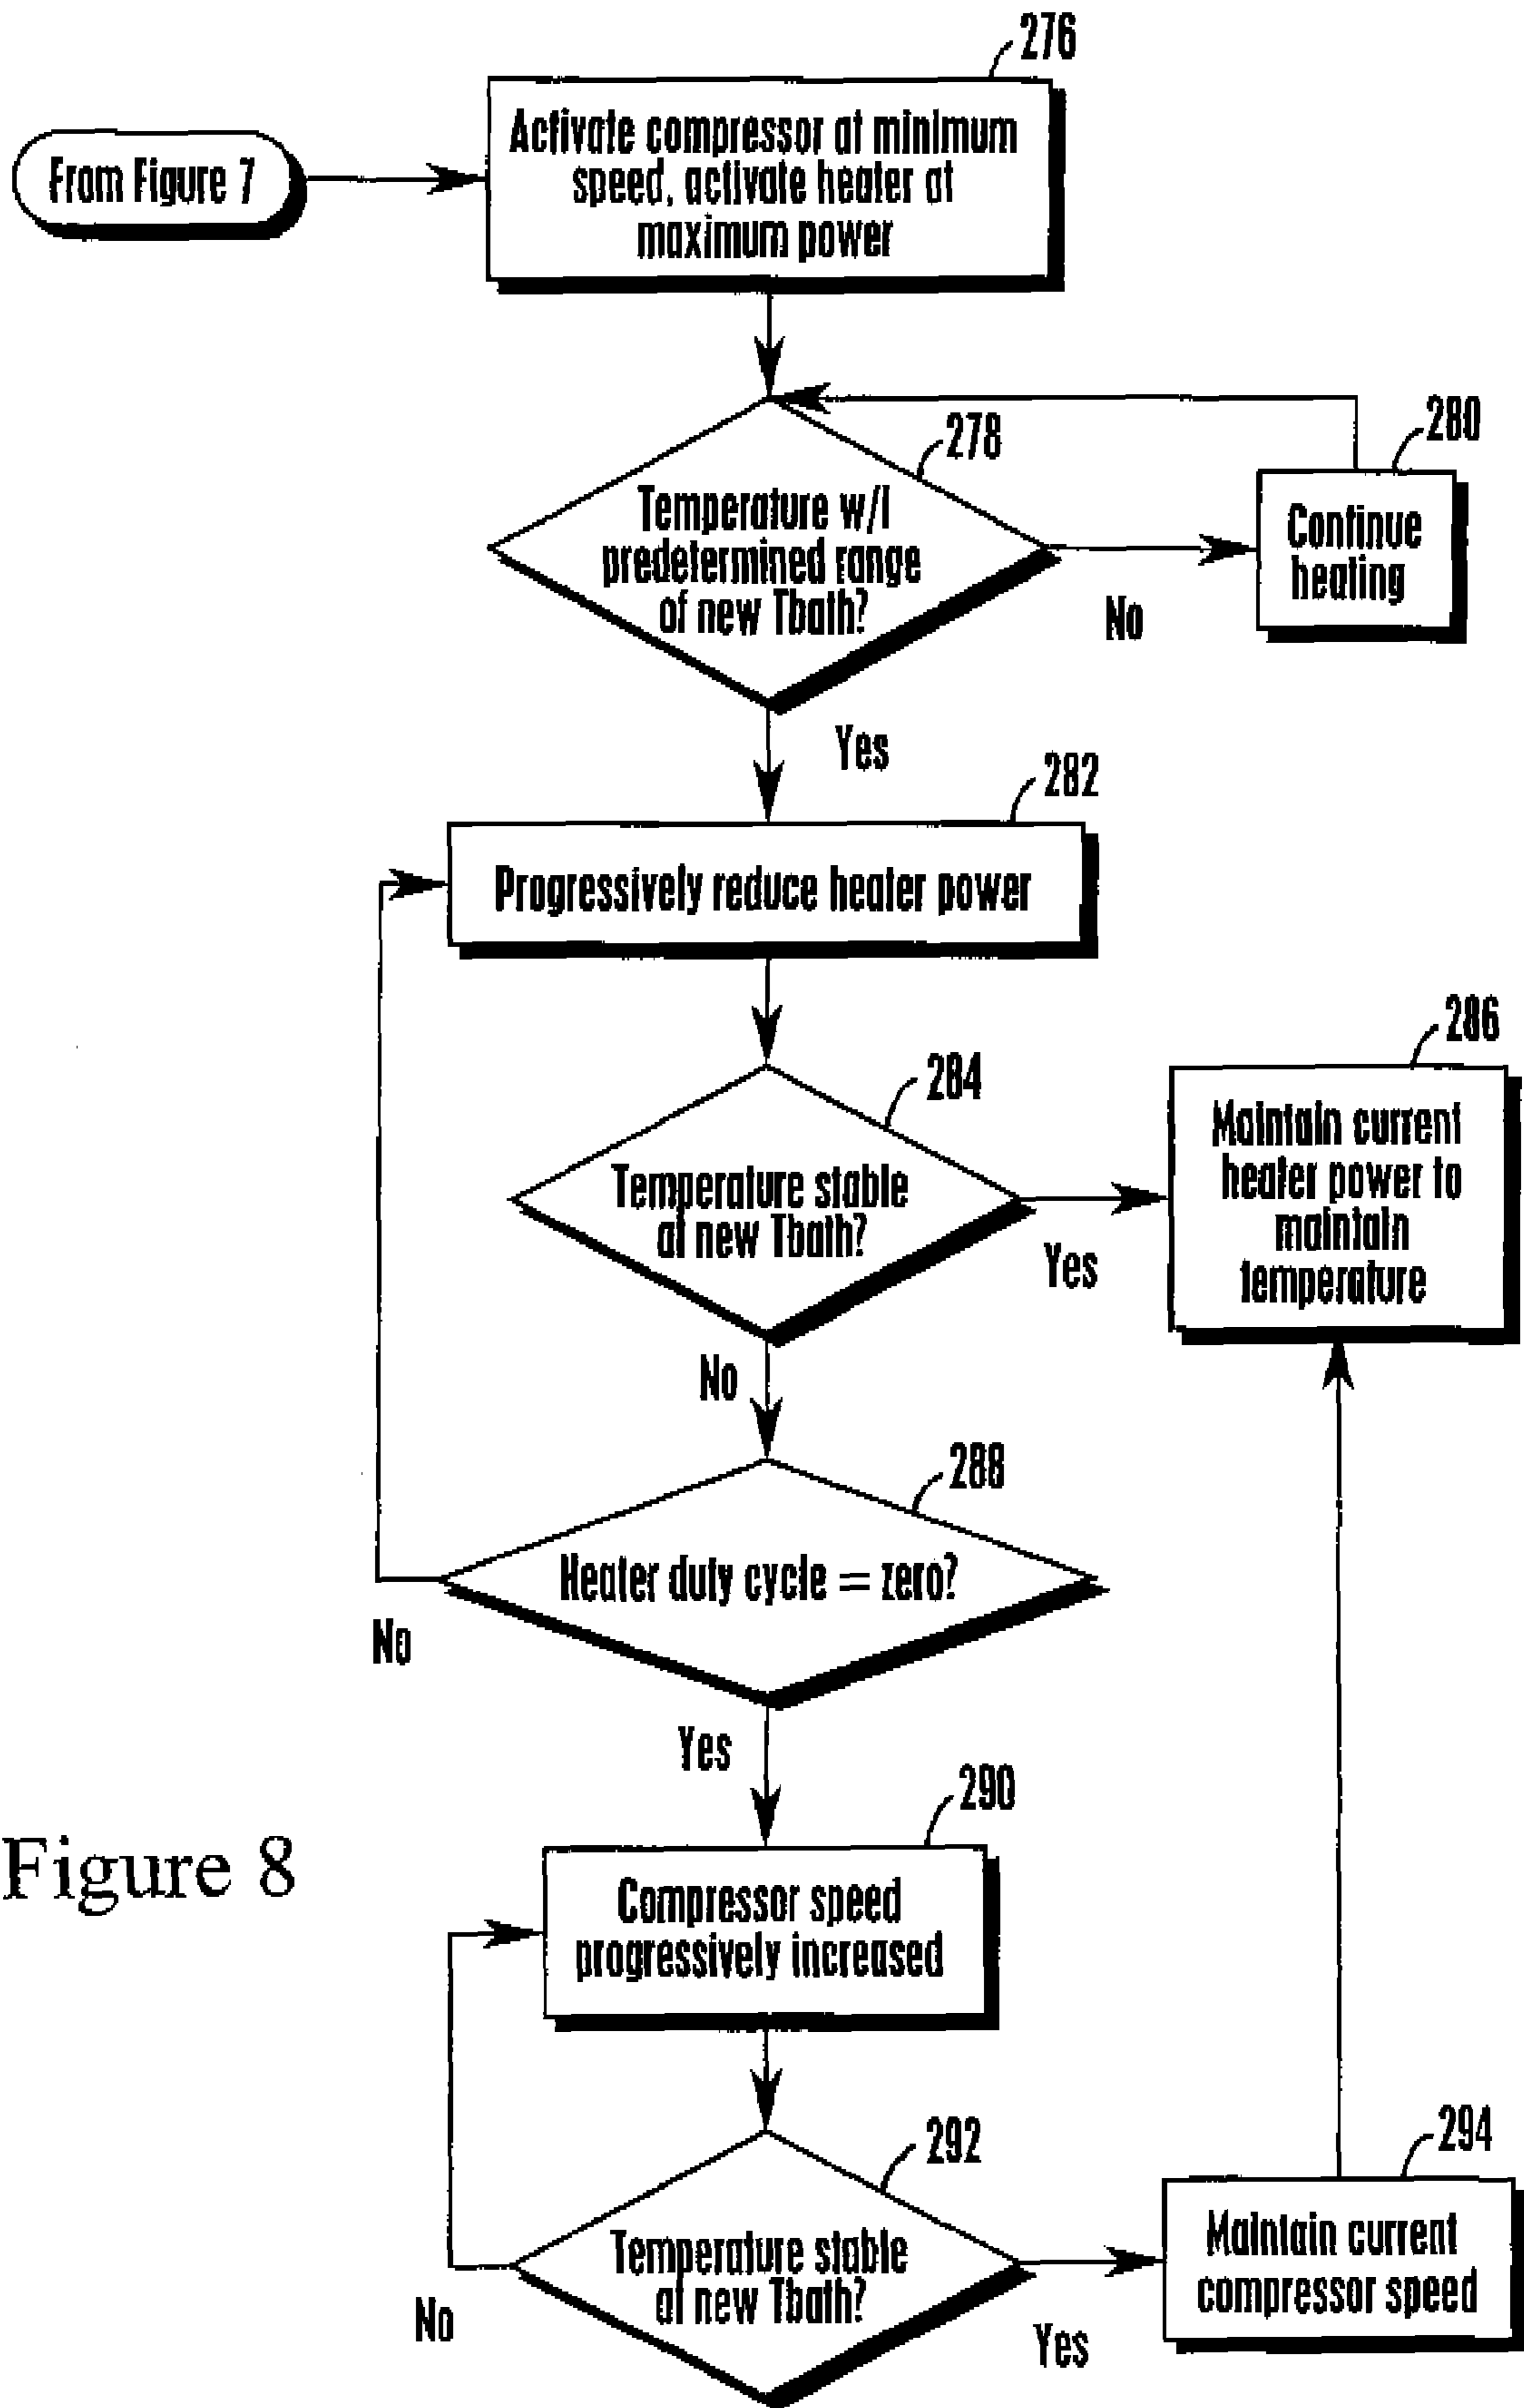 276
From Figure 7
Activate compressor at minimum
speed, activate heater at
maximum power
278
280
Temperature w/i
predetermined range
of new Tbath?
Continue
heating
No
Yes
282
Progressively reduce heater power
284
286
Temperature stable
at new Tbath?
Yes
Maintain current
heater power to
maintain
temperature
No
288
Heater duty cycle = zero?
No
Yes
290
Figure 8
Compressor speed
progressively increased
292
294
Temperature stable
at new Tbath?
Maintain current
compressor speed
No
Yes